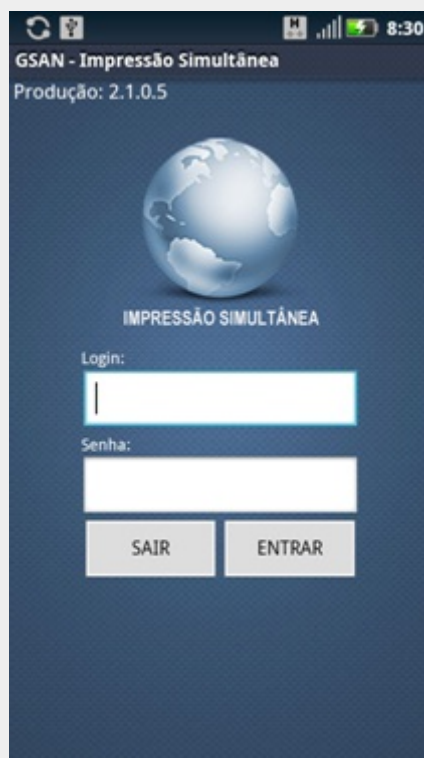 H 8:30
GSAN - Impressão Simultânea
Produção: 2.1.0.5
IMPRESSÃO SIMULTÂNEA
Login:
Senha:
SAIR ENTRAR